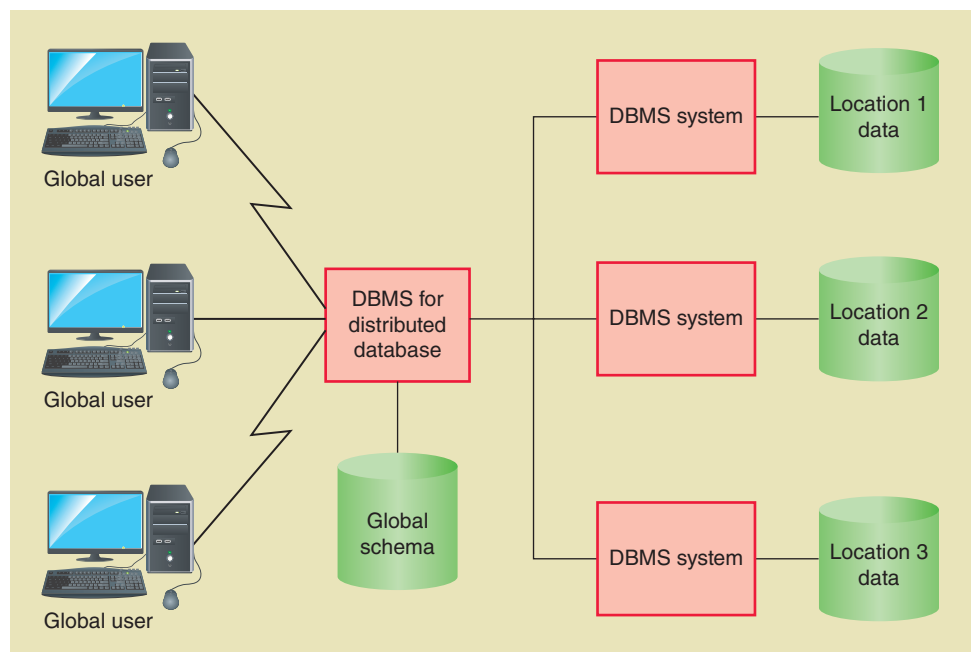 Global user
Global user
Global user
DBMS for
distributed
database
Global
schema
DBMS system
Location 1
data
DBMS system
Location 2
data
DBMS system
Location 3
data